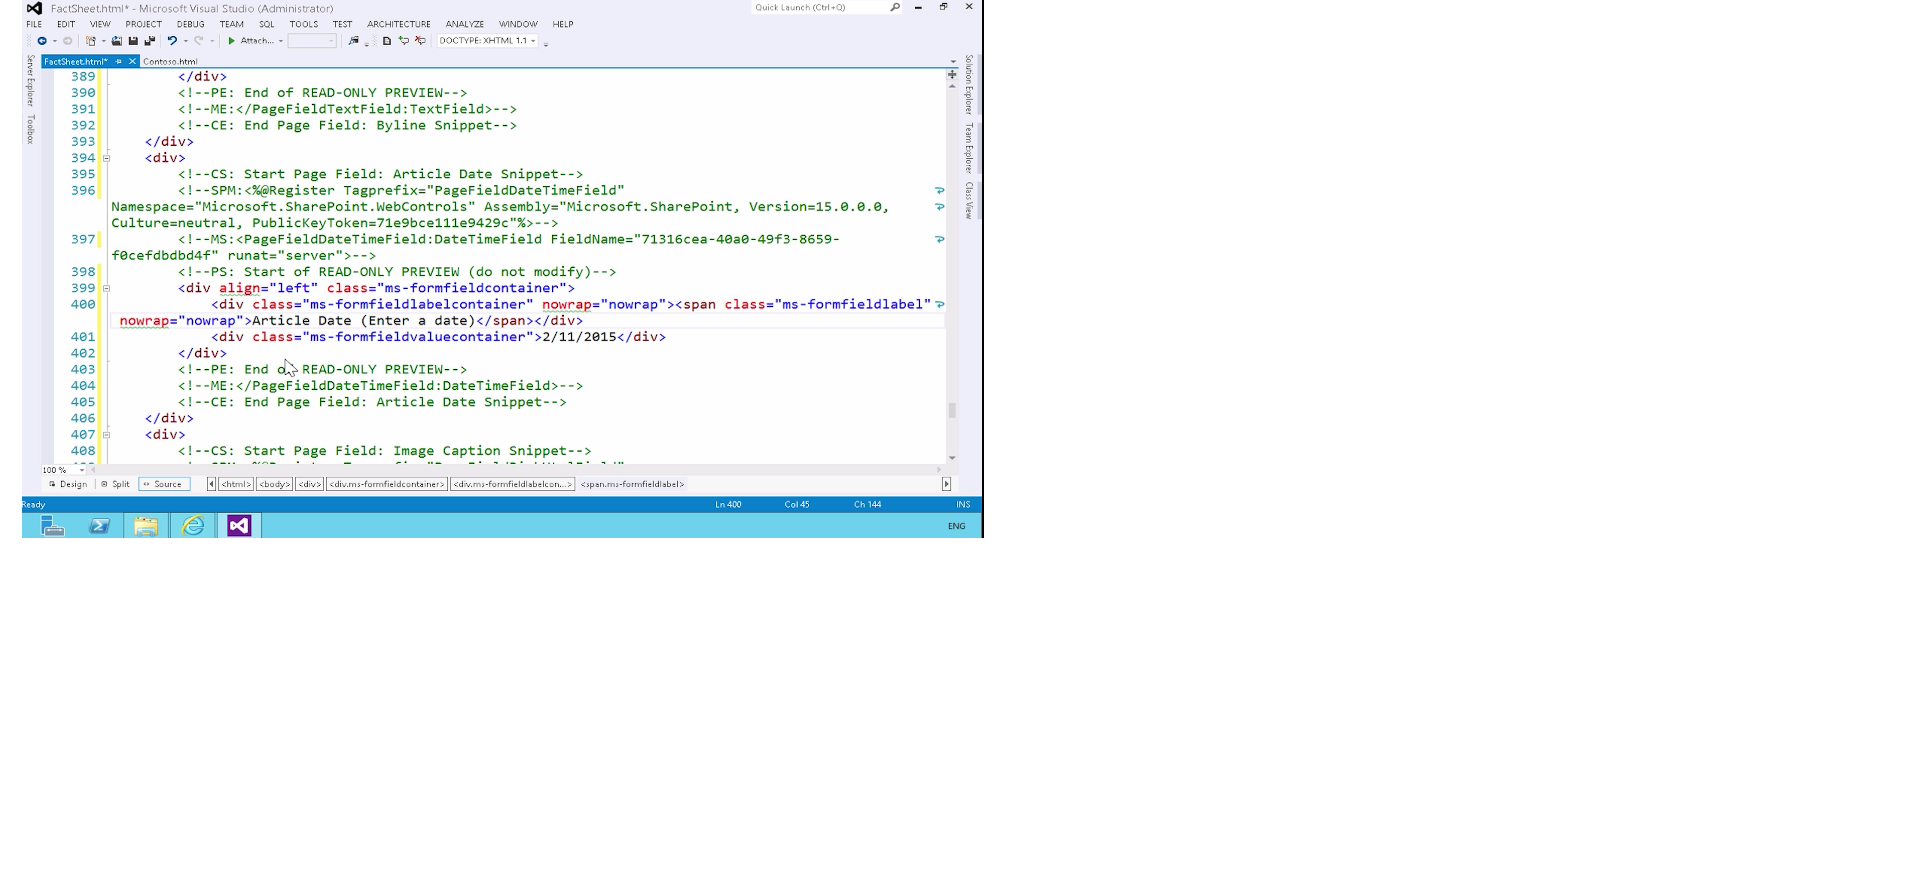 FactSheet.html* - Microsoft Visual Studio (Administrator)
Quick Launch (Ctrl+Q)
FILE EDIT VIEW PROJECT DEBUG TEAM SQL TOOLS TEST ARCHITECTURE ANALYZE WINDOW HELP
Attach... DOCTYPE: XHTML 1.1
FactSheet.html* Contoso.html
Server Explorer
Toolbox
Solution Explorer
Team Explorer
Class View
389 </div>
390 <!--PE: End of READ-ONLY PREVIEW-->
391 <!--ME:</PageFieldTextField:TextField>-->
392 <!--CE: End Page Field: Byline Snippet-->
393 </div>
394 <div>
395 <!--CS: Start Page Field: Article Date Snippet-->
396 <!--SPM:<%@Register Tagprefix="PageFieldDateTimeField"
Namespace="Microsoft.SharePoint.WebControls" Assembly="Microsoft.SharePoint, Version=15.0.0.0,
Culture=neutral, PublicKeyToken=71e9bce111e9429c"%>-->
397 <!--MS:<PageFieldDateTimeField:DateTimeField FieldName="71316cea-40a0-49f3-8659-
f0cefdbdbd4f" runat="server">-->
398 <!--PS: Start of READ-ONLY PREVIEW (do not modify)-->
399 <div align="left" class="ms-formfieldcontainer">
400 <div class="ms-formfieldlabelcontainer" nowrap="nowrap"><span class="ms-formfieldlabel"
nowrap="nowrap">Article Date (Enter a date)</span></div>
401 <div class="ms-formfieldvaluecontainer">2/11/2015</div>
402 </div>
403 <!--PE: End of READ-ONLY PREVIEW-->
404 <!--ME:</PageFieldDateTimeField:DateTimeField>-->
405 <!--CE: End Page Field: Article Date Snippet-->
406 </div>
407 <div>
408 <!--CS: Start Page Field: Image Caption Snippet-->
100 %
Design Split Source <html> <body> <div> <div.ms-formfieldcontainer> <div.ms-formfieldlabelcon...> <span.ms-formfieldlabel>
Ready Ln 400 Col 45 Ch 144 INS
ENG